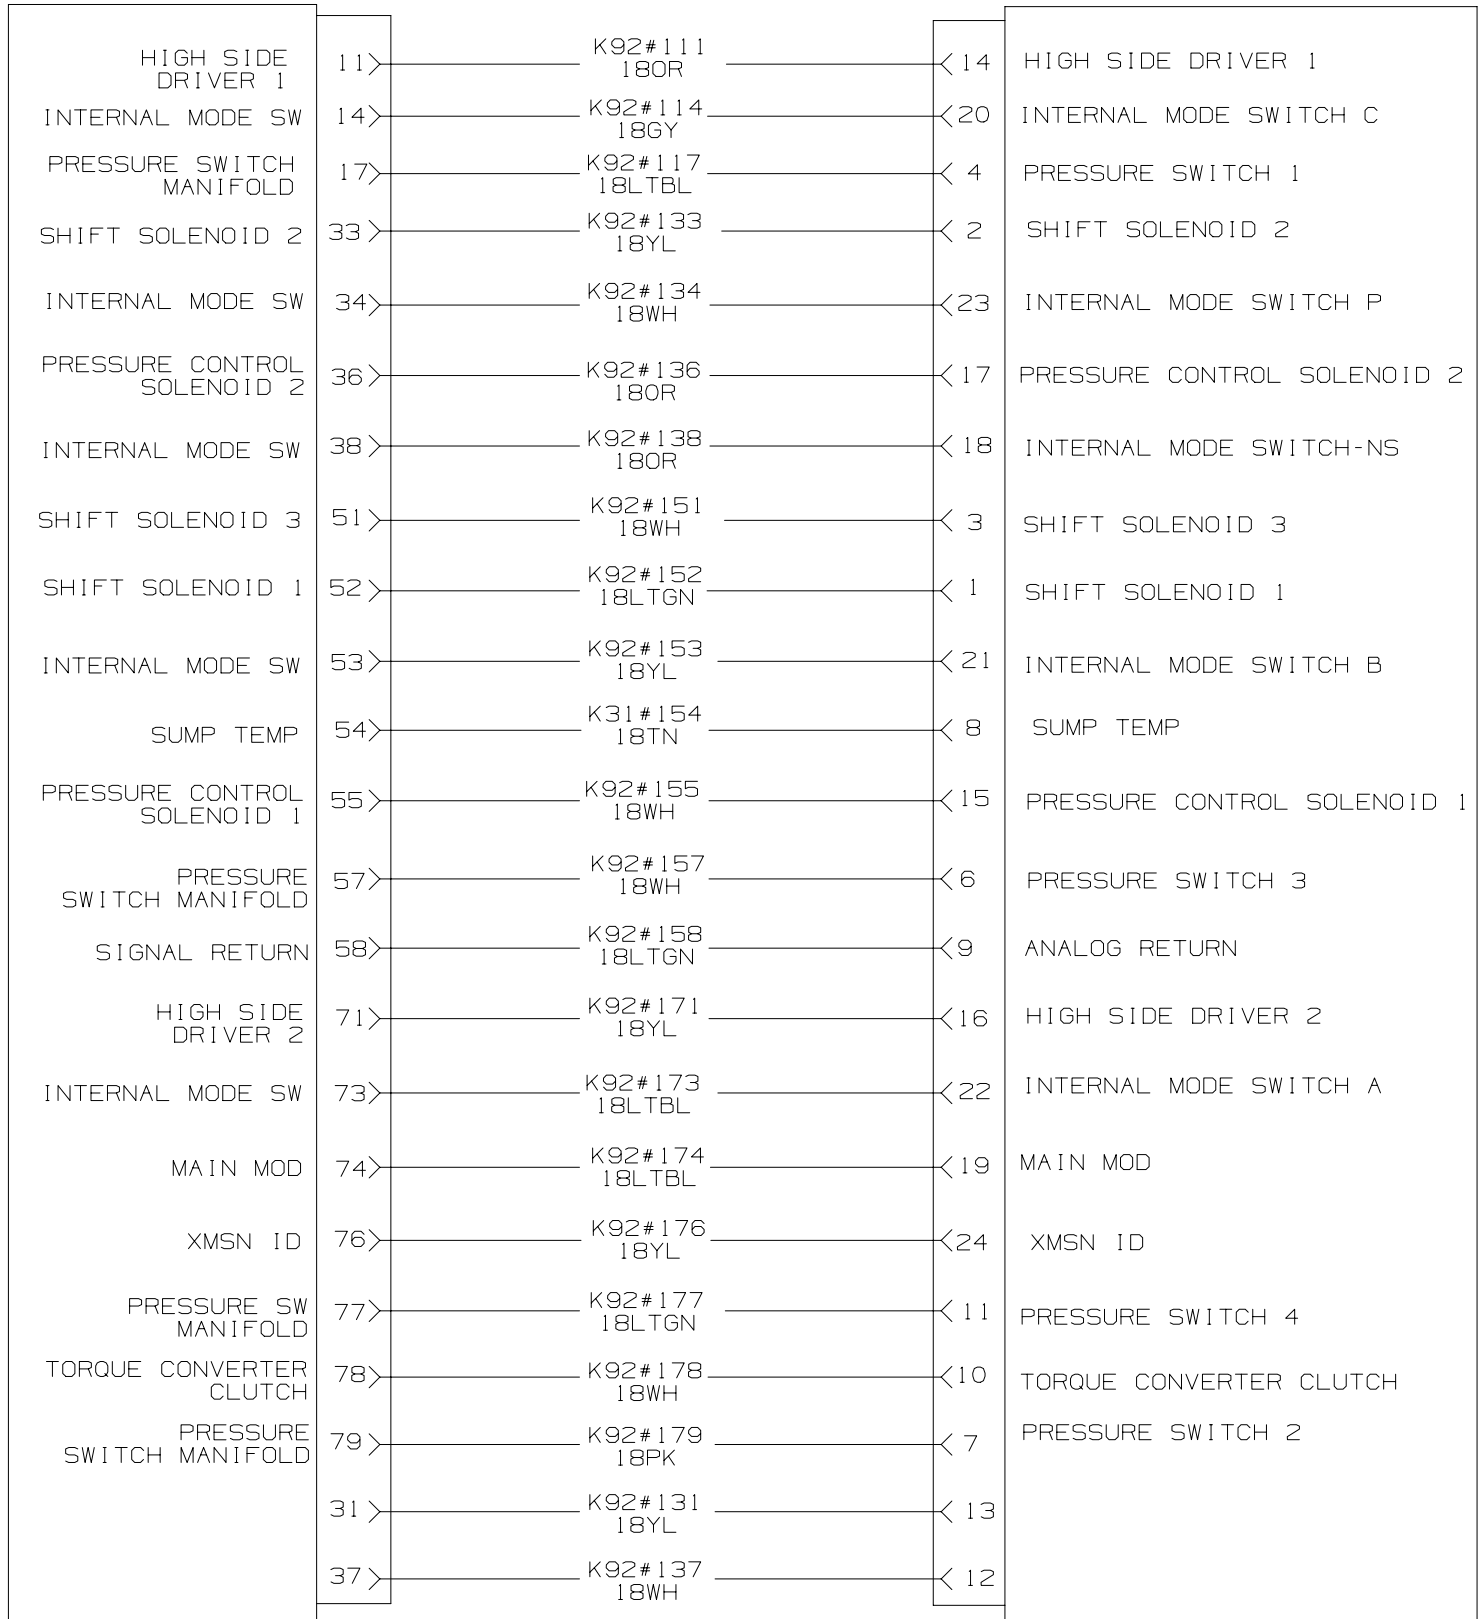 HIGH SIDE
DRIVER 1
11
K92#111
18OR
14
HIGH SIDE DRIVER 1
INTERNAL MODE SW
14
K92#114
18GY
20
INTERNAL MODE SWITCH C
PRESSURE SWITCH
MANIFOLD
17
K92#117
18LTBL
4
PRESSURE SWITCH 1
SHIFT SOLENOID 2
33
K92#133
18YL
2
SHIFT SOLENOID 2
INTERNAL MODE SW
34
K92#134
18WH
23
INTERNAL MODE SWITCH P
PRESSURE CONTROL
SOLENOID 2
36
K92#136
18OR
17
PRESSURE CONTROL SOLENOID 2
INTERNAL MODE SW
38
K92#138
18OR
18
INTERNAL MODE SWITCH-NS
SHIFT SOLENOID 3
51
K92#151
18WH
3
SHIFT SOLENOID 3
SHIFT SOLENOID 1
52
K92#152
18LTGN
1
SHIFT SOLENOID 1
INTERNAL MODE SW
53
K92#153
18YL
21
INTERNAL MODE SWITCH B
SUMP TEMP
54
K31#154
18TN
8
SUMP TEMP
PRESSURE CONTROL
SOLENOID 1
55
K92#155
18WH
15
PRESSURE CONTROL SOLENOID 1
PRESSURE
SWITCH MANIFOLD
57
K92#157
18WH
6
PRESSURE SWITCH 3
SIGNAL RETURN
58
K92#158
18LTGN
9
ANALOG RETURN
HIGH SIDE
DRIVER 2
71
K92#171
18YL
16
HIGH SIDE DRIVER 2
INTERNAL MODE SW
73
K92#173
18LTBL
22
INTERNAL MODE SWITCH A
MAIN MOD
74
K92#174
18LTBL
19
MAIN MOD
XMSN ID
76
K92#176
18YL
24
XMSN ID
PRESSURE SW
MANIFOLD
77
K92#177
18LTGN
11
PRESSURE SWITCH 4
TORQUE CONVERTER
CLUTCH
78
K92#178
18WH
10
TORQUE CONVERTER CLUTCH
PRESSURE
SWITCH MANIFOLD
79
K92#179
18PK
7
PRESSURE SWITCH 2
31
K92#131
18YL
13
37
K92#137
18WH
12